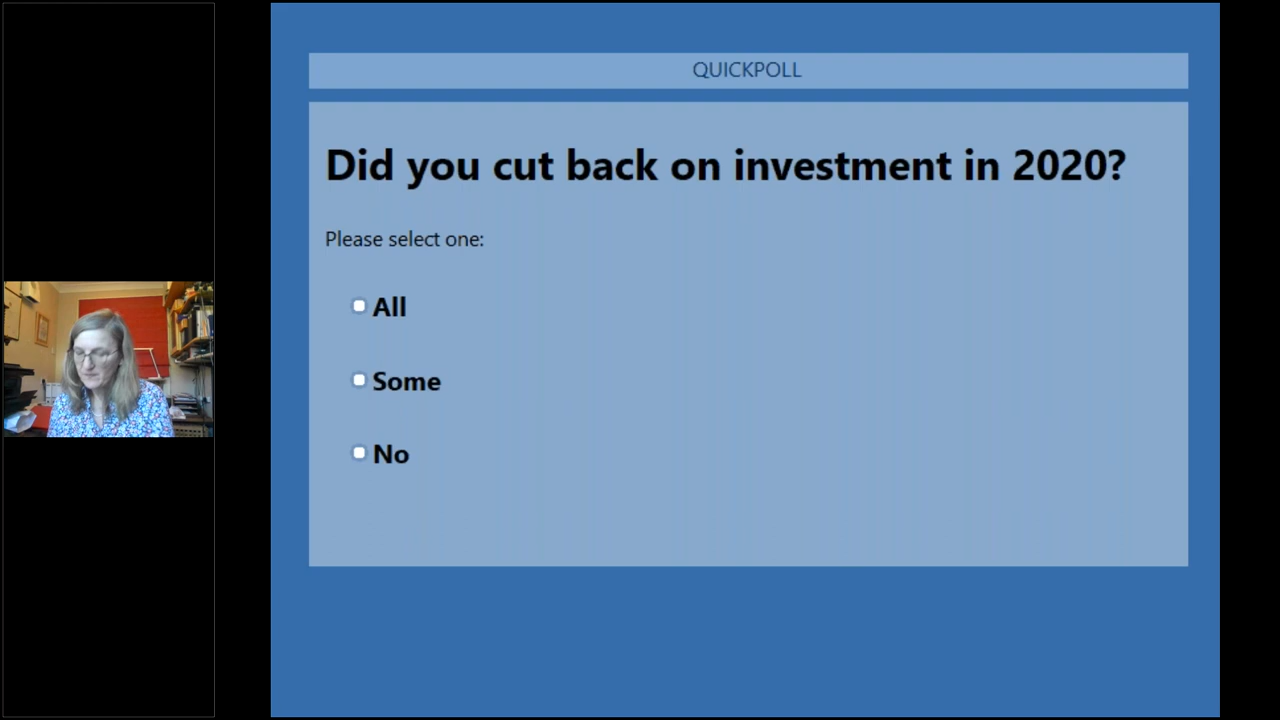 QUICKPOLL
Did you cut back on investment in 2020?
Please select one:
All
Some
No